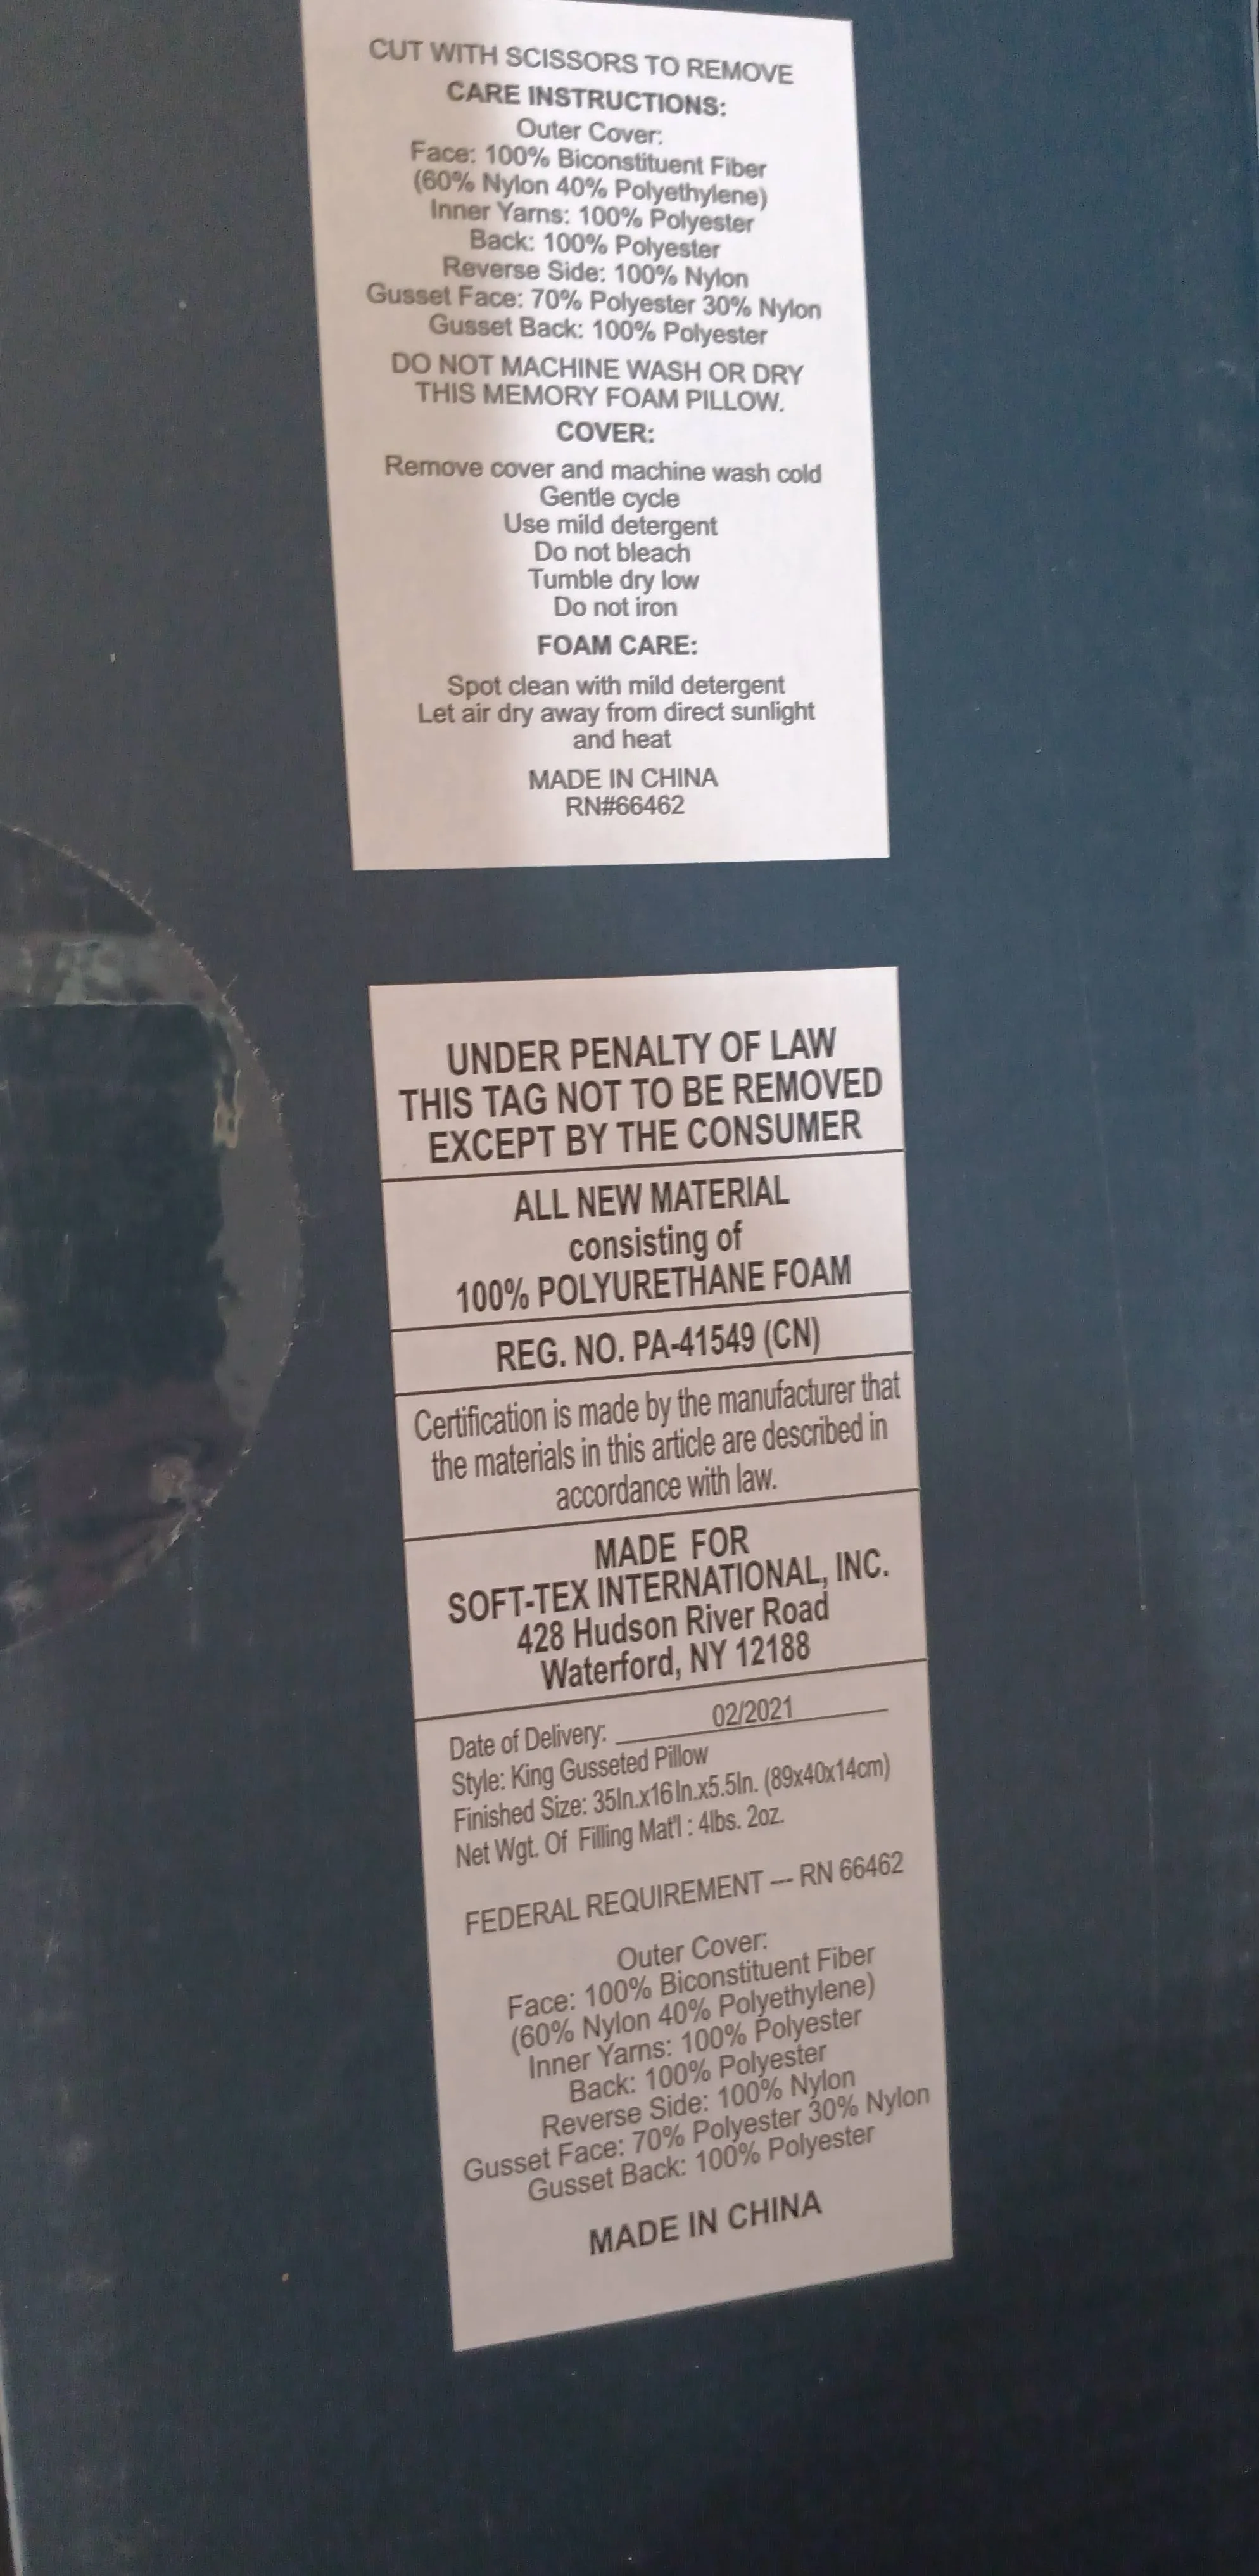 CUT WITH SCISSORS TO REMOVE
CARE INSTRUCTIONS:
Outer Cover:
Face: 100% Biconstituent Fiber
(60% Nylon 40% Polyethylene)
Inner Yarns: 100% Polyester
Back: 100% Polyester
Reverse Side: 100% Nylon
Gusset Face: 70% Polyester 30% Nylon
Gusset Back: 100% Polyester
DO NOT MACHINE WASH OR DRY
THIS MEMORY FOAM PILLOW.
COVER:
Remove cover and machine wash cold
Gentle cycle
Use mild detergent
Do not bleach
Tumble dry low
Do not iron
FOAM CARE:
Spot clean with mild detergent
Let air dry away from direct sunlight
and heat
MADE IN CHINA
RN#66462
UNDER PENALTY OF LAW
THIS TAG NOT TO BE REMOVED
EXCEPT BY THE CONSUMER
ALL NEW MATERIAL
consisting of
100% POLYURETHANE FOAM
REG. NO. PA-41549 (CN)
Certification is made by the manufacturer that
the materials in this article are described in
accordance with law.
MADE FOR
SOFT-TEX INTERNATIONAL, INC.
428 Hudson River Road
Waterford, NY 12188
Date of Delivery: 02/2021
Style: King Gusseted Pillow
Finished Size: 35In.x16In.x5.5In. (89x40x14cm)
Net Wgt. Of Filling Mat'l : 4lbs. 2oz.
FEDERAL REQUIREMENT --- RN 66462
Outer Cover:
Face: 100% Biconstituent Fiber
(60% Nylon 40% Polyethylene)
Inner Yarns: 100% Polyester
Back: 100% Polyester
Reverse Side: 100% Nylon
Gusset Face: 70% Polyester 30% Nylon
Gusset Back: 100% Polyester
MADE IN CHINA